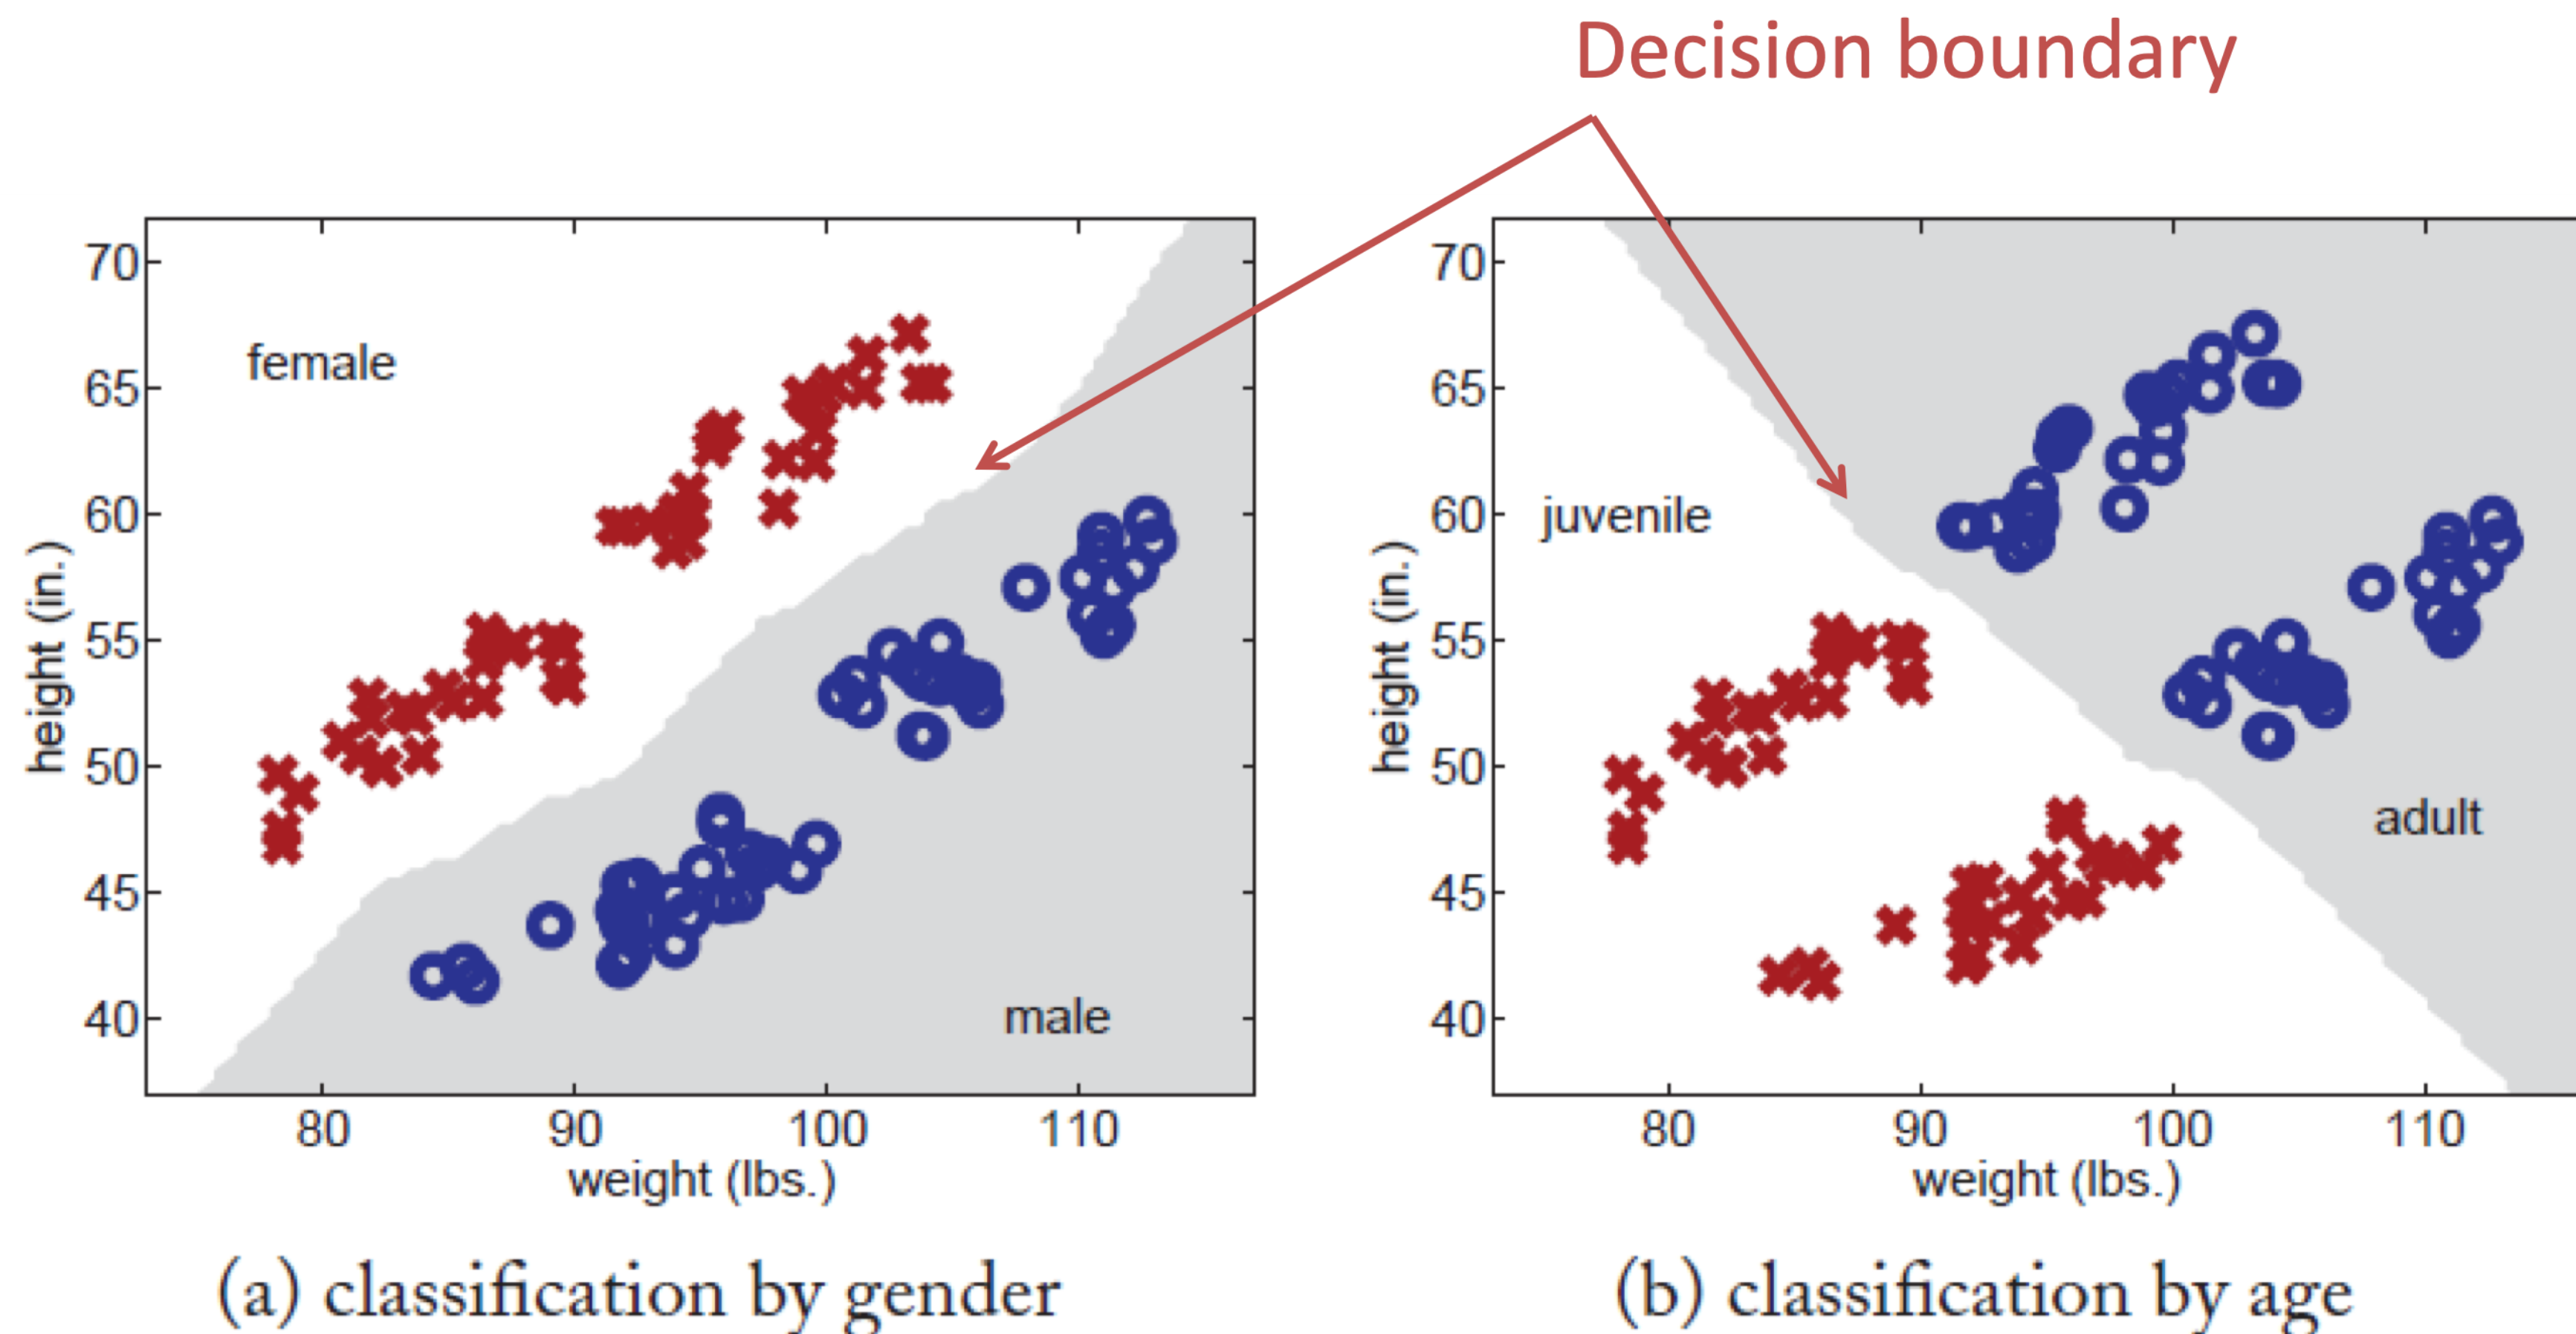 Decision boundary
70
65
60
55
50
45
40
height (in.)
female
male
80 90 100 110
weight (lbs.)
(a) classification by gender
70
65
60
55
50
45
40
height (in.)
juvenile
adult
80 90 100 110
weight (lbs.)
(b) classification by age